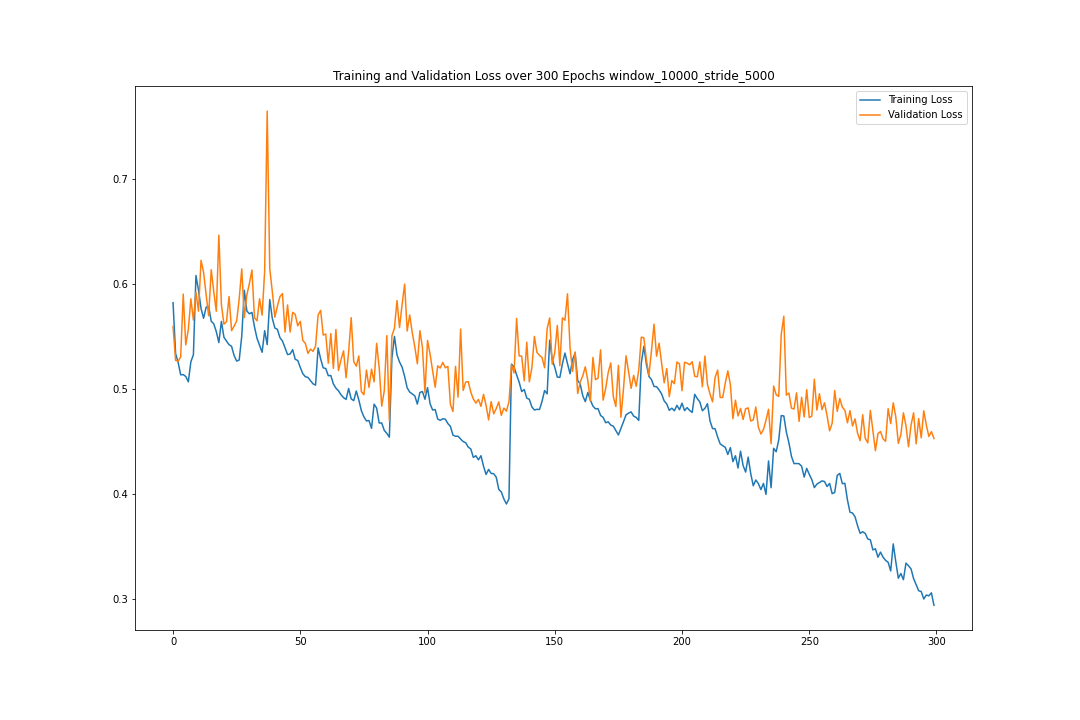 Training and Validation Loss over 300 Epochs window_10000_stride_5000
Training Loss
Validation Loss
0.7
0.6
0.5
0.4
0.3
0 50 100 150 200 250 300